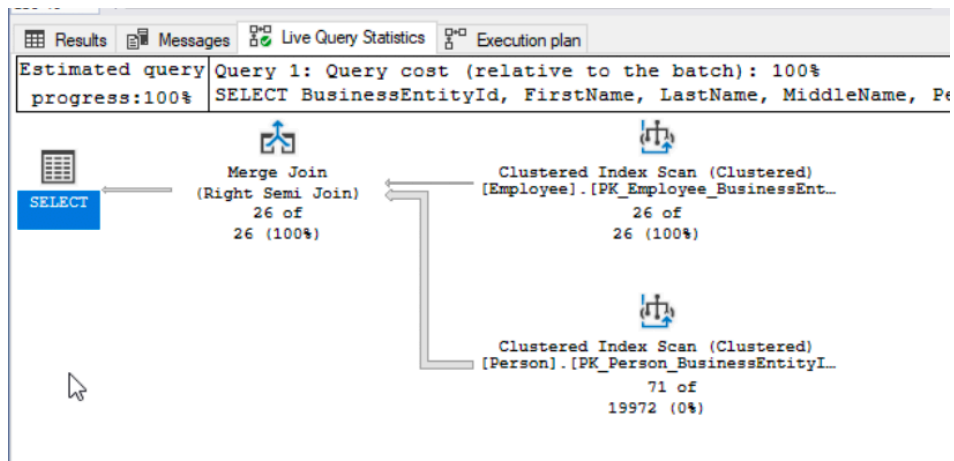 Results Messages Live Query Statistics Execution plan
Estimated query
progress:100%
Query 1: Query cost (relative to the batch): 100%
SELECT BusinessEntityId, FirstName, LastName, MiddleName, Pe
SELECT
Merge Join
(Right Semi Join)
26 of
26 (100%)
Clustered Index Scan (Clustered)
[Employee].[PK_Employee_BusinessEnt…
26 of
26 (100%)
Clustered Index Scan (Clustered)
[Person].[PK_Person_BusinessEntityI…
71 of
19972 (0%)